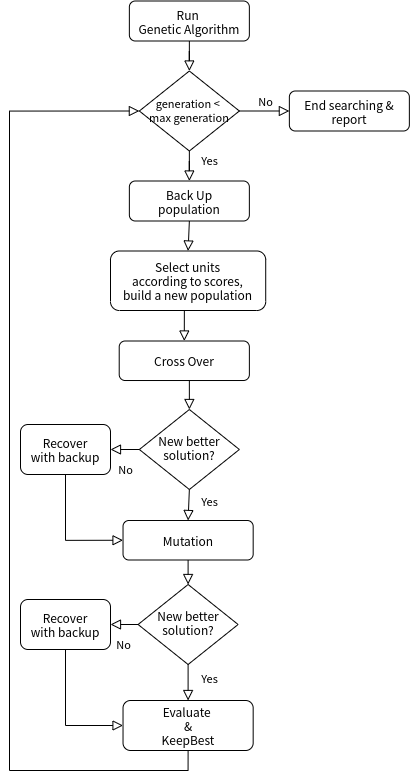 Run
Genetic Algorithm
generation <
max generation
No
End searching &
report
Yes
Back Up
population
Select units
according to scores,
build a new population
Cross Over
New better
solution?
Recover
with backup
No
Yes
Mutation
New better
solution?
Recover
with backup
No
Yes
Evaluate
&
KeepBest